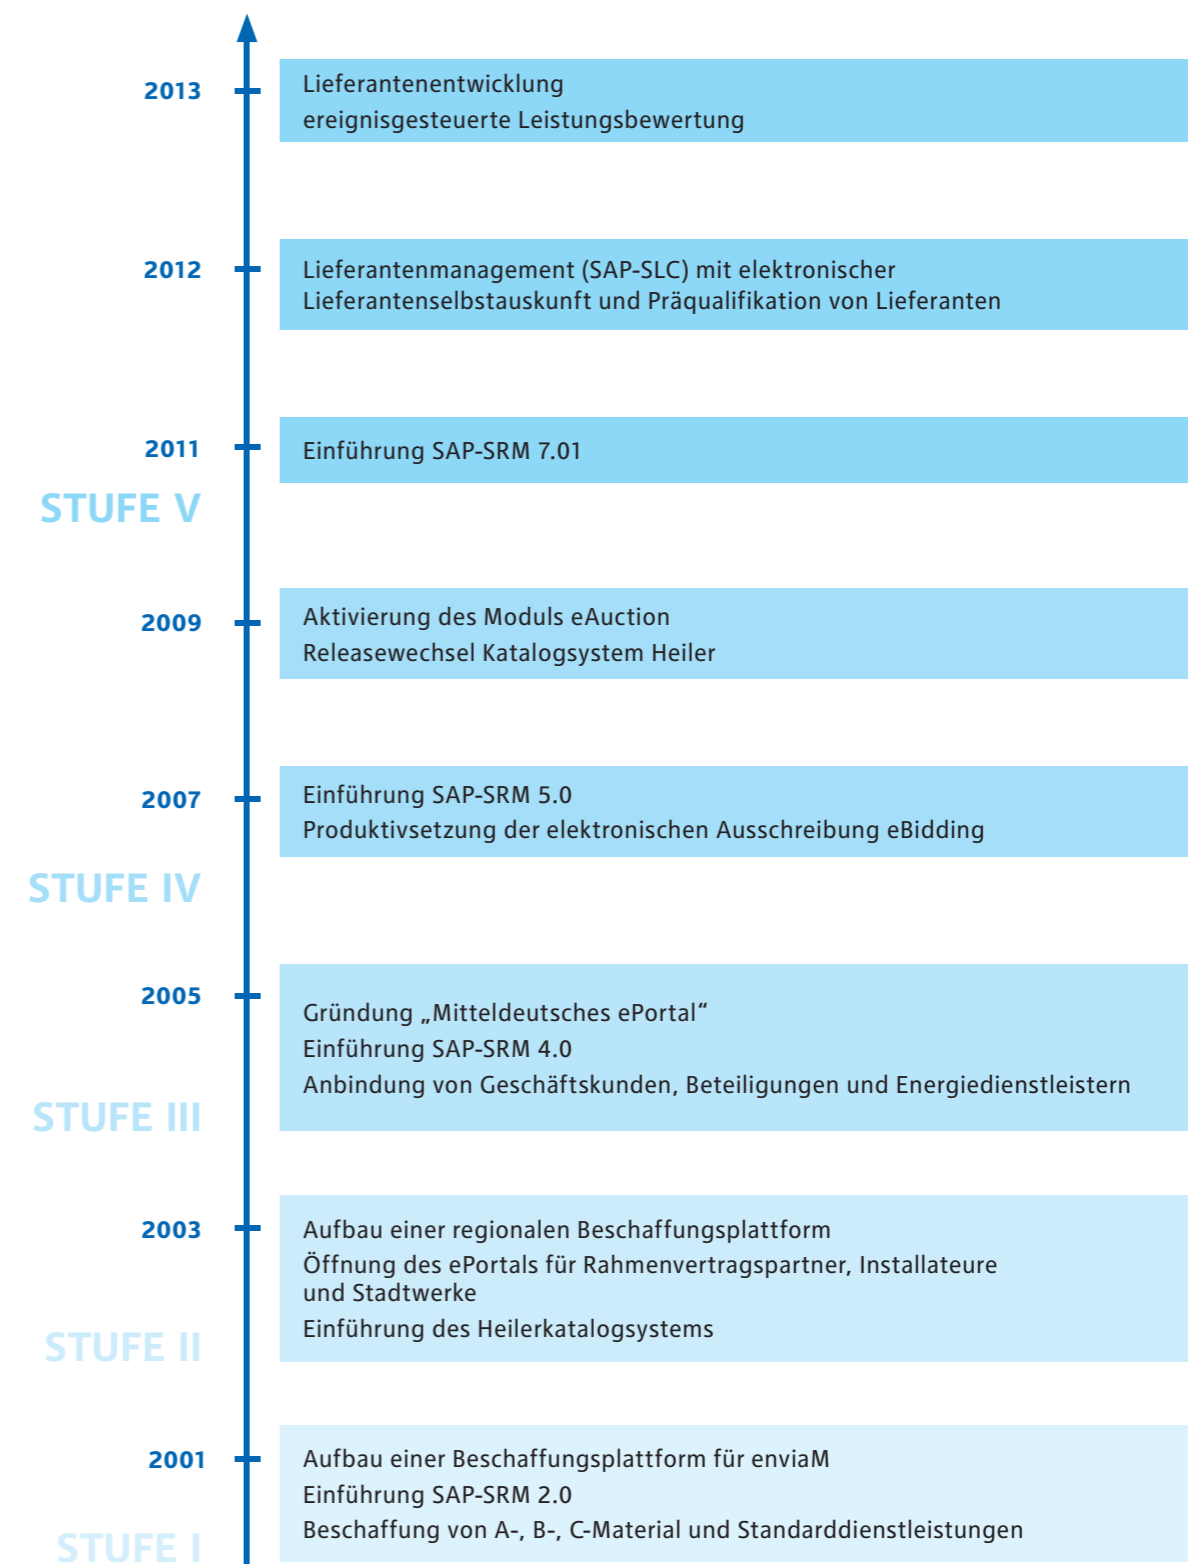 2013
Lieferantenentwicklung
ereignisgesteuerte Leistungsbewertung
2012
Lieferantenmanagement (SAP-SLC) mit elektronischer
Lieferantenselbstauskunft und Präqualifikation von Lieferanten
2011
Einführung SAP-SRM 7.01
STUFE V
2009
Aktivierung des Moduls eAuction
Releasewechsel Katalogsystem Heiler
2007
Einführung SAP-SRM 5.0
Produktivsetzung der elektronischen Ausschreibung eBidding
STUFE IV
2005
Gründung „Mitteldeutsches ePortal“
Einführung SAP-SRM 4.0
Anbindung von Geschäftskunden, Beteiligungen und Energiedienstleistern
STUFE III
2003
Aufbau einer regionalen Beschaffungsplattform
Öffnung des ePortals für Rahmenvertragspartner, Installateure
und Stadtwerke
Einführung des Heilerkatalogsystems
STUFE II
2001
Aufbau einer Beschaffungsplattform für enviaM
Einführung SAP-SRM 2.0
Beschaffung von A-, B-, C-Material und Standarddienstleistungen
STUFE I